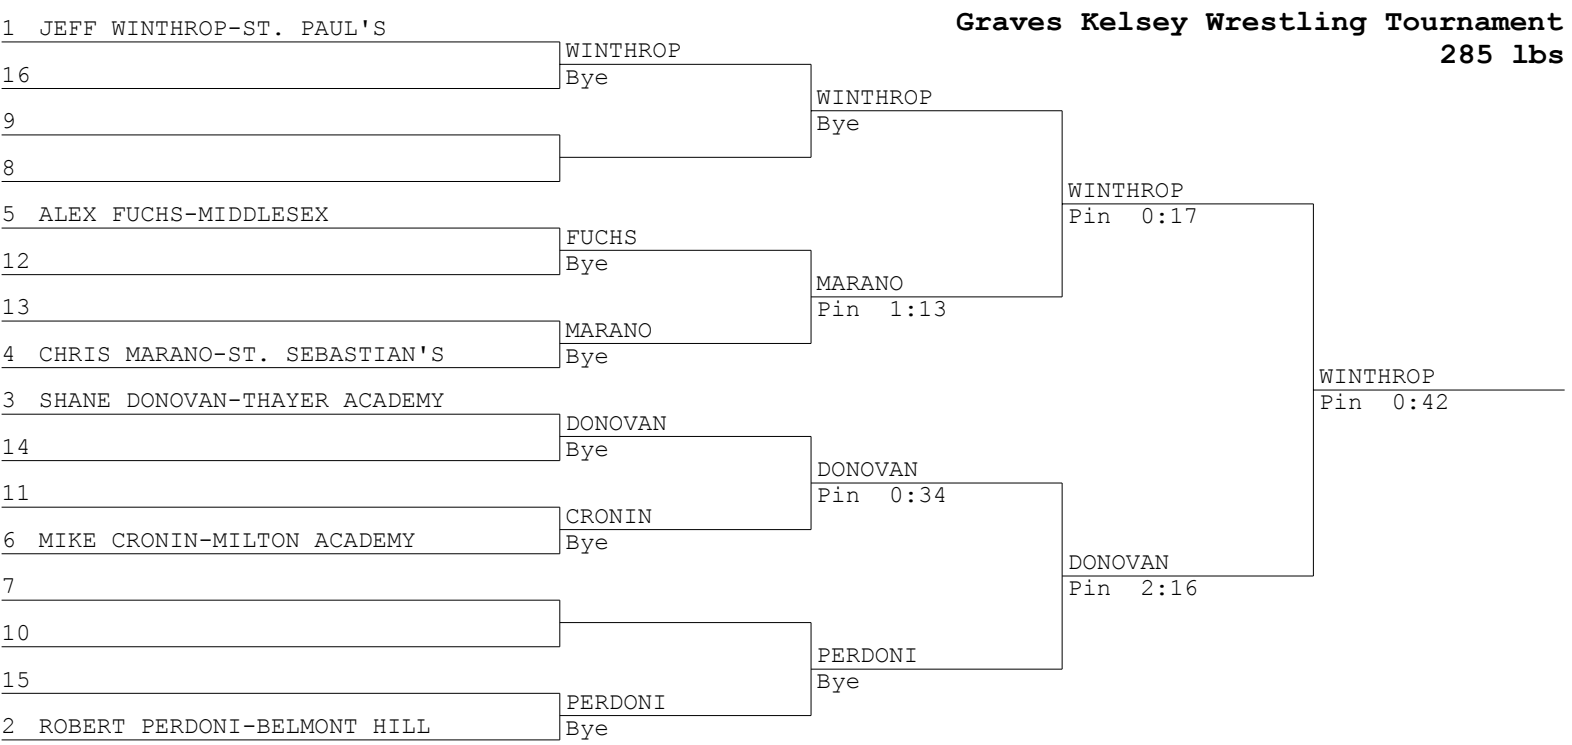 Graves Kelsey Wrestling Tournament
285 lbs
1 JEFF WINTHROP-ST. PAUL'S
16
9
8
5 ALEX FUCHS-MIDDLESEX
12
13
4 CHRIS MARANO-ST. SEBASTIAN'S
3 SHANE DONOVAN-THAYER ACADEMY
14
11
6 MIKE CRONIN-MILTON ACADEMY
7
10
15
2 ROBERT PERDONI-BELMONT HILL
WINTHROP
Bye
FUCHS
Bye
MARANO
Bye
DONOVAN
Bye
CRONIN
Bye
PERDONI
Bye
WINTHROP
Bye
MARANO
Pin 1:13
DONOVAN
Pin 0:34
PERDONI
Bye
WINTHROP
Pin 0:17
DONOVAN
Pin 2:16
WINTHROP
Pin 0:42